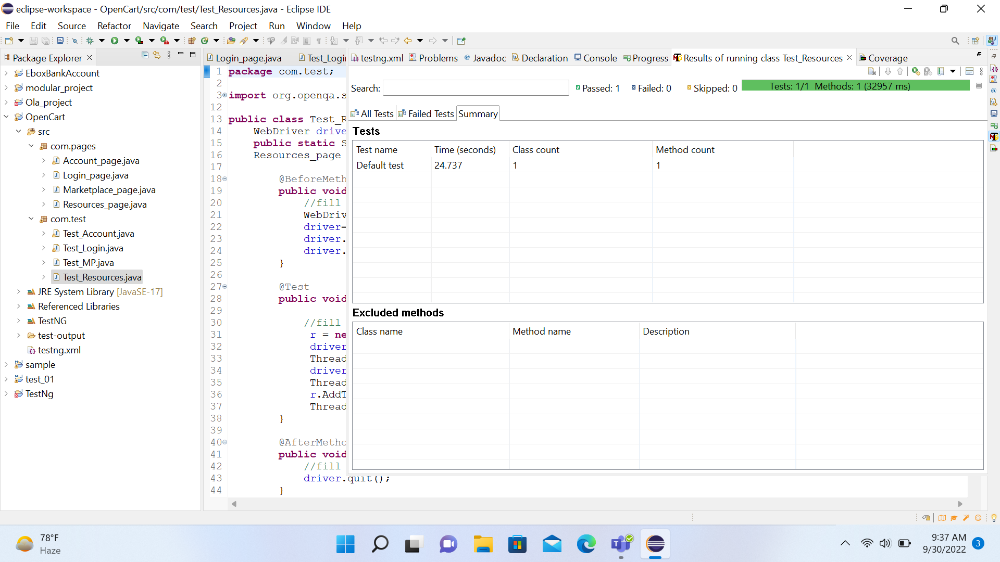 eclipse-workspace - OpenCart/src/com/test/Test_Resources.java - Eclipse IDE
File Edit Source Refactor Navigate Search Project Run Window Help
Package Explorer
EboxBankAccount
modular_project
Ola_project
OpenCart
src
com.pages
Account_page.java
Login_page.java
Marketplace_page.java
Resources_page.java
com.test
Test_Account.java
Test_Login.java
Test_MP.java
Test_Resources.java
JRE System Library [JavaSE-17]
Referenced Libraries
TestNG
test-output
testng.xml
sample
test_01
TestNg
Login_page.java Test_Logi
1 package com.test;
2
3 import org.openqa.s
12
13 public class Test_R
14 WebDriver drive
15 public static S
16 Resources_page
17
18 @BeforeMeth
19 public void
20 //fill
21 WebDriv
22 driver=
23 driver.
24 driver.
25 }
26
27 @Test
28 public void
29
30 //fill
31 r = ne
32 driver
33 Thread
34 driver
35 Thread
36 r.AddT
37 Thread
38 }
39
40 @AfterMetho
41 public void
42 //fill
43 driver.quit();
44 }
testng.xml Problems Javadoc Declaration Console Progress Results of running class Test_Resources Coverage
Search: Passed: 1 Failed: 0 Skipped: 0 Tests: 1/1 Methods: 1 (32957 ms)
All Tests Failed Tests Summary
Tests
Test name Time (seconds) Class count Method count
Default test 24.737 1 1
Excluded methods
Class name Method name Description
78°F
Haze
9:37 AM
9/30/2022
3